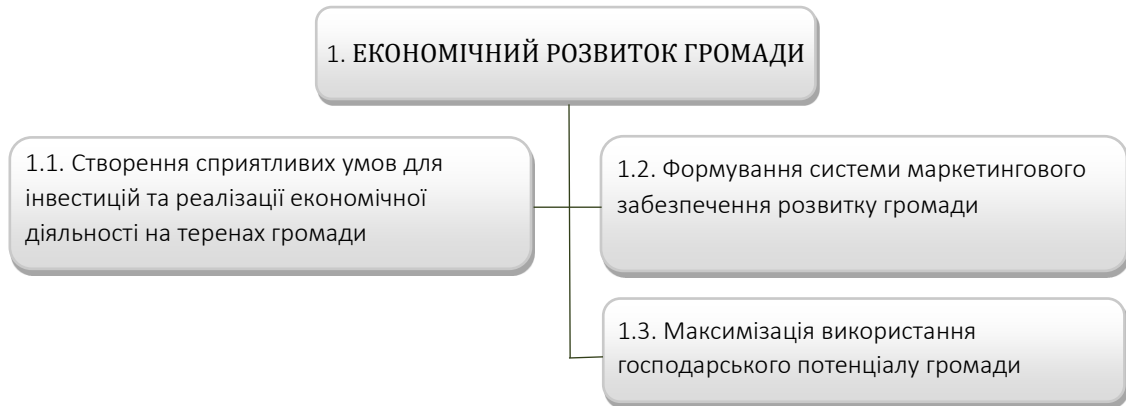 1. ЕКОНОМІЧНИЙ РОЗВИТОК ГРОМАДИ
1.1. Створення сприятливих умов для
інвестицій та реалізації економічної
діяльності на теренах громади
1.2. Формування системи маркетингового
забезпечення розвитку громади
1.3. Максимізація використання
господарського потенціалу громади